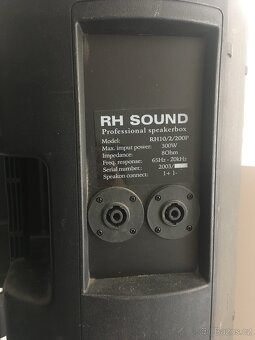 RH SOUND
Professional speakerbox
Model: RH10/2/200P
Max. imput power: 300W
Impedance: 8Ohm
Freq. response: 65Hz - 20kHz
Serial number.: 2003/
Speakon connect: 1+ 1-